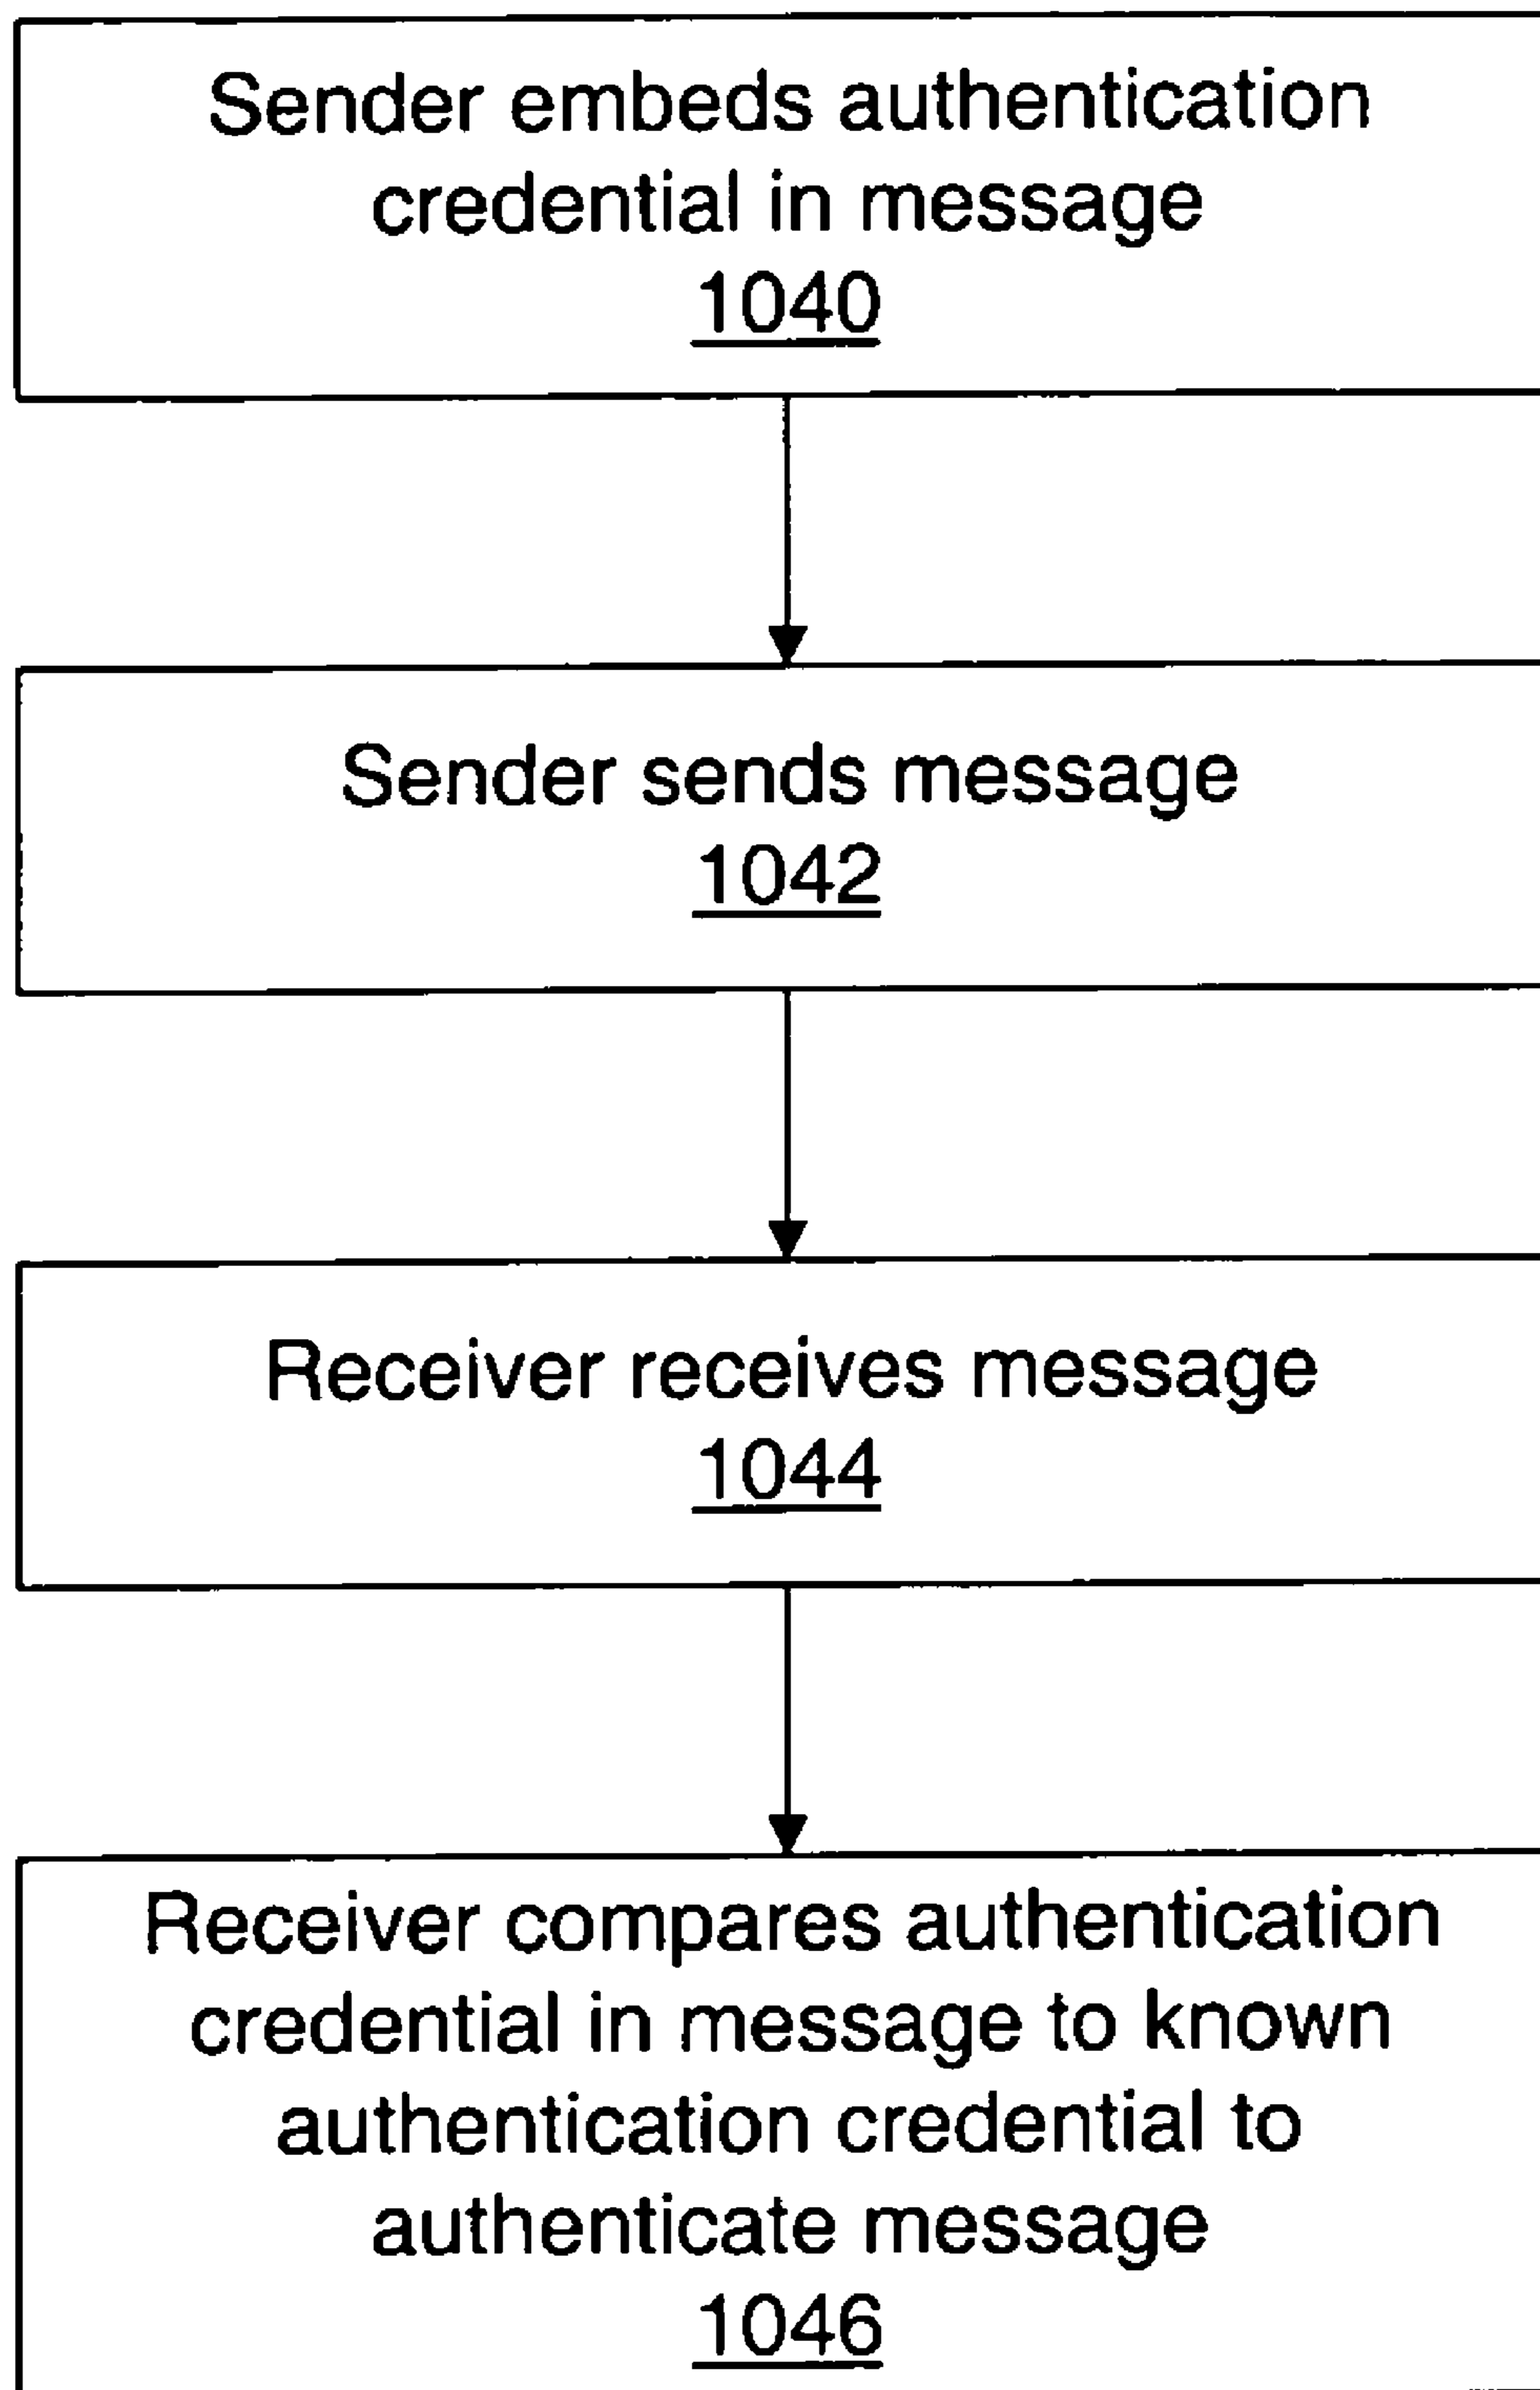 Sender embeds authentication
credential in message
1040
Sender sends message
1042
Receiver receives message
1044
Receiver compares authentication
credential in message to known
authentication credential to
authenticate message
1046